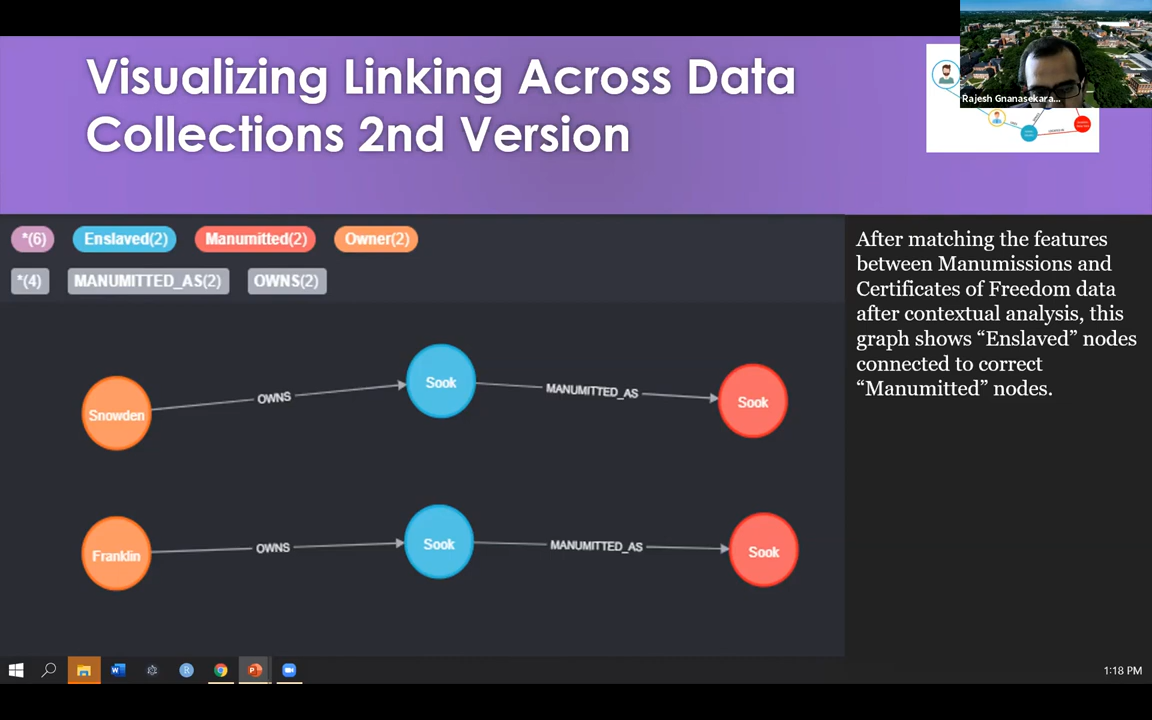 Visualizing Linking Across Data
Collections 2nd Version
Rajesh Gnanasekara...
*(6) Enslaved(2) Manumitted(2) Owner(2)
*(4) MANUMITTED_AS(2) OWNS(2)
Snowden OWNS Sook MANUMITTED_AS Sook
Franklin OWNS Sook MANUMITTED_AS Sook
After matching the features
between Manumissions and
Certificates of Freedom data
after contextual analysis, this
graph shows “Enslaved” nodes
connected to correct
“Manumitted” nodes.
1:18 PM